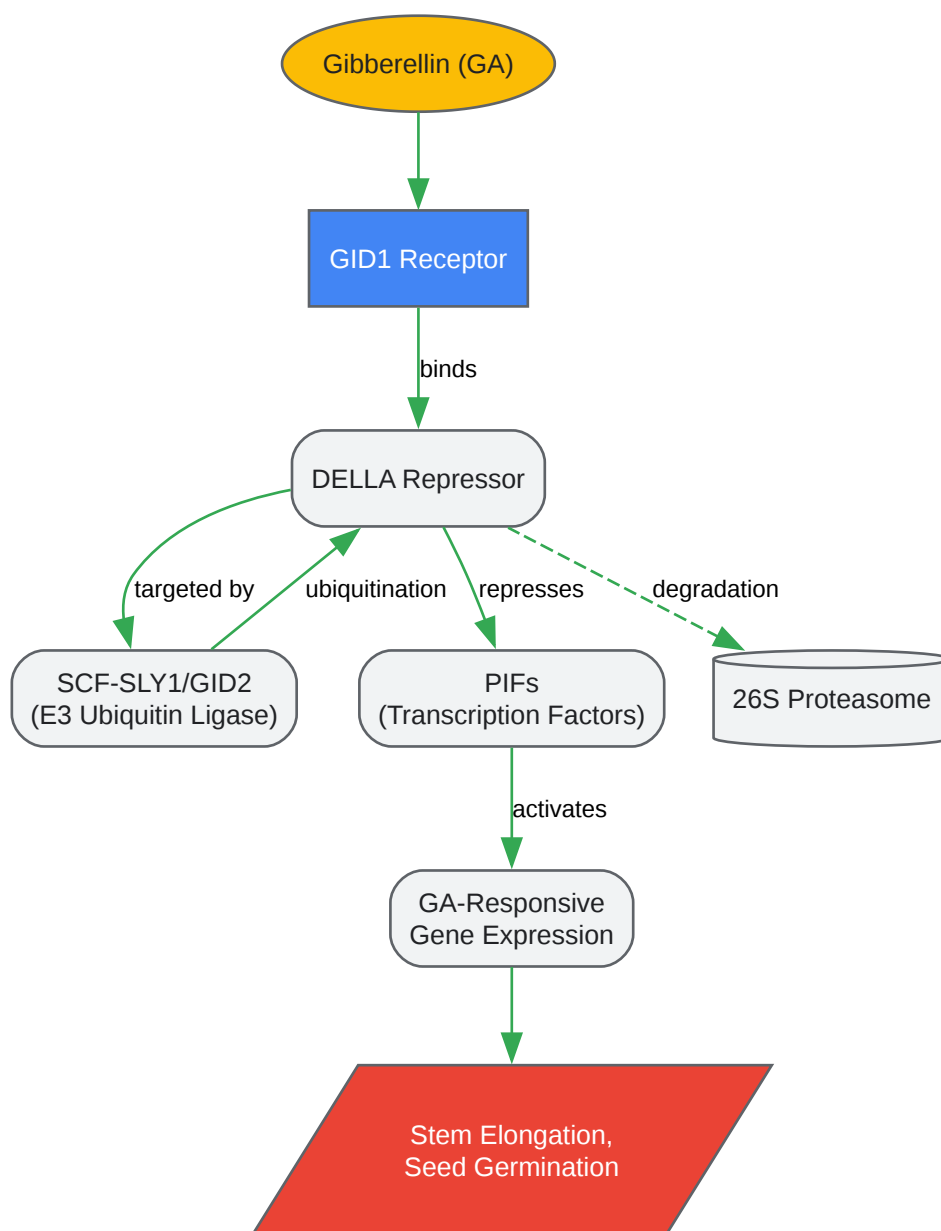 Gibberellin (GA)
GID1 Receptor
binds
DELLA Repressor
targeted by
ubiquitination
represses
degradation
SCF-SLY1/GID2
(E3 Ubiquitin Ligase)
PIFs
(Transcription Factors)
26S Proteasome
activates
GA-Responsive
Gene Expression
Stem Elongation,
Seed Germination